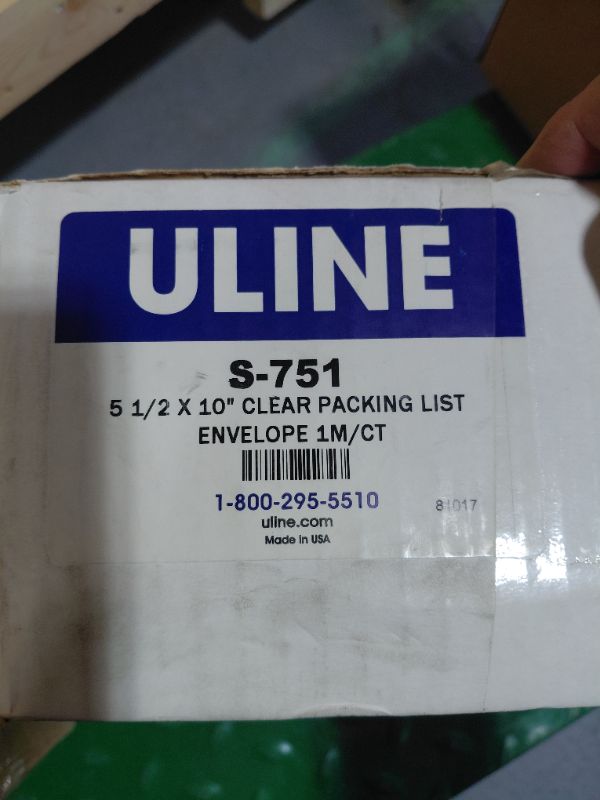 ULINE
S-751
5 1/2 X 10" CLEAR PACKING LIST
ENVELOPE 1M/CT
1-800-295-5510
81017
uline.com
Made in USA